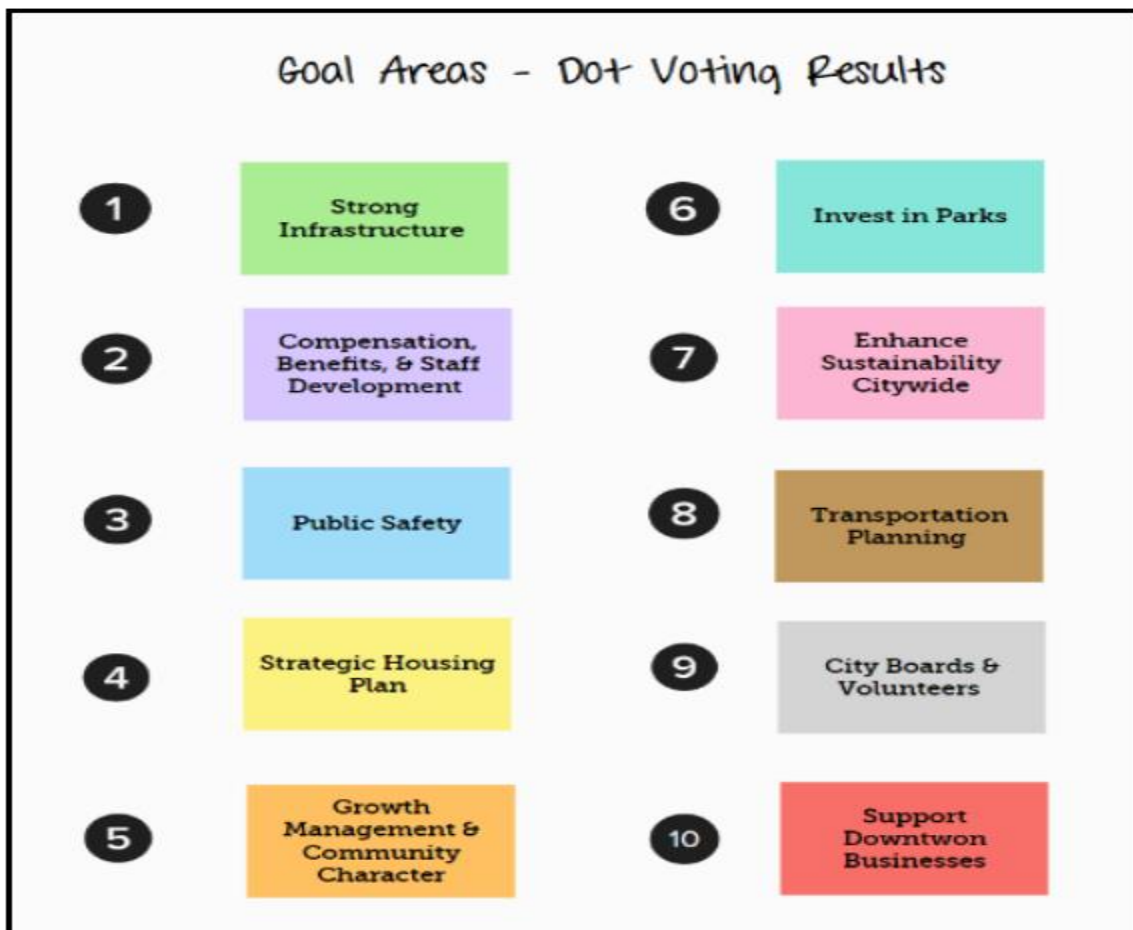 Goal Areas - Dot Voting Results
1
Strong
Infrastructure
2
Compensation,
Benefits, & Staff
Development
3
Public Safety
4
Strategic Housing
Plan
5
Growth
Management &
Community
Character
6
Invest in Parks
7
Enhance
Sustainability
Citywide
8
Transportation
Planning
9
City Boards &
Volunteers
10
Support
Downtwon
Businesses